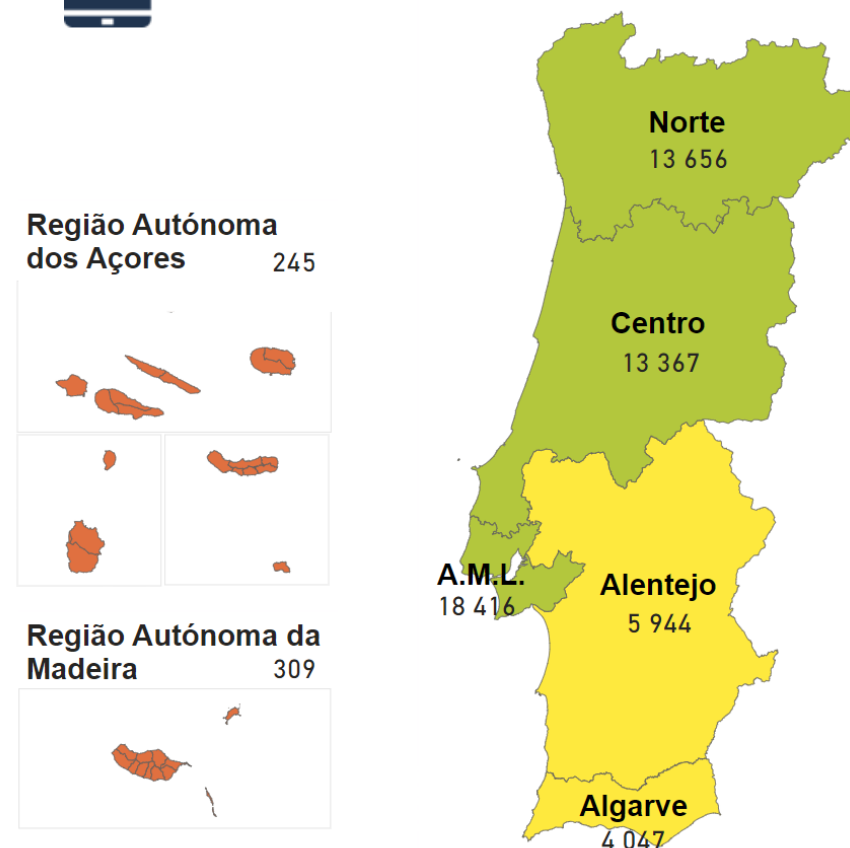 Norte
13 656
Região Autónoma
dos Açores 245
Centro
13 367
A.M.L.
18 416
Alentejo
5 944
Região Autónoma da
Madeira 309
Algarve
4 047